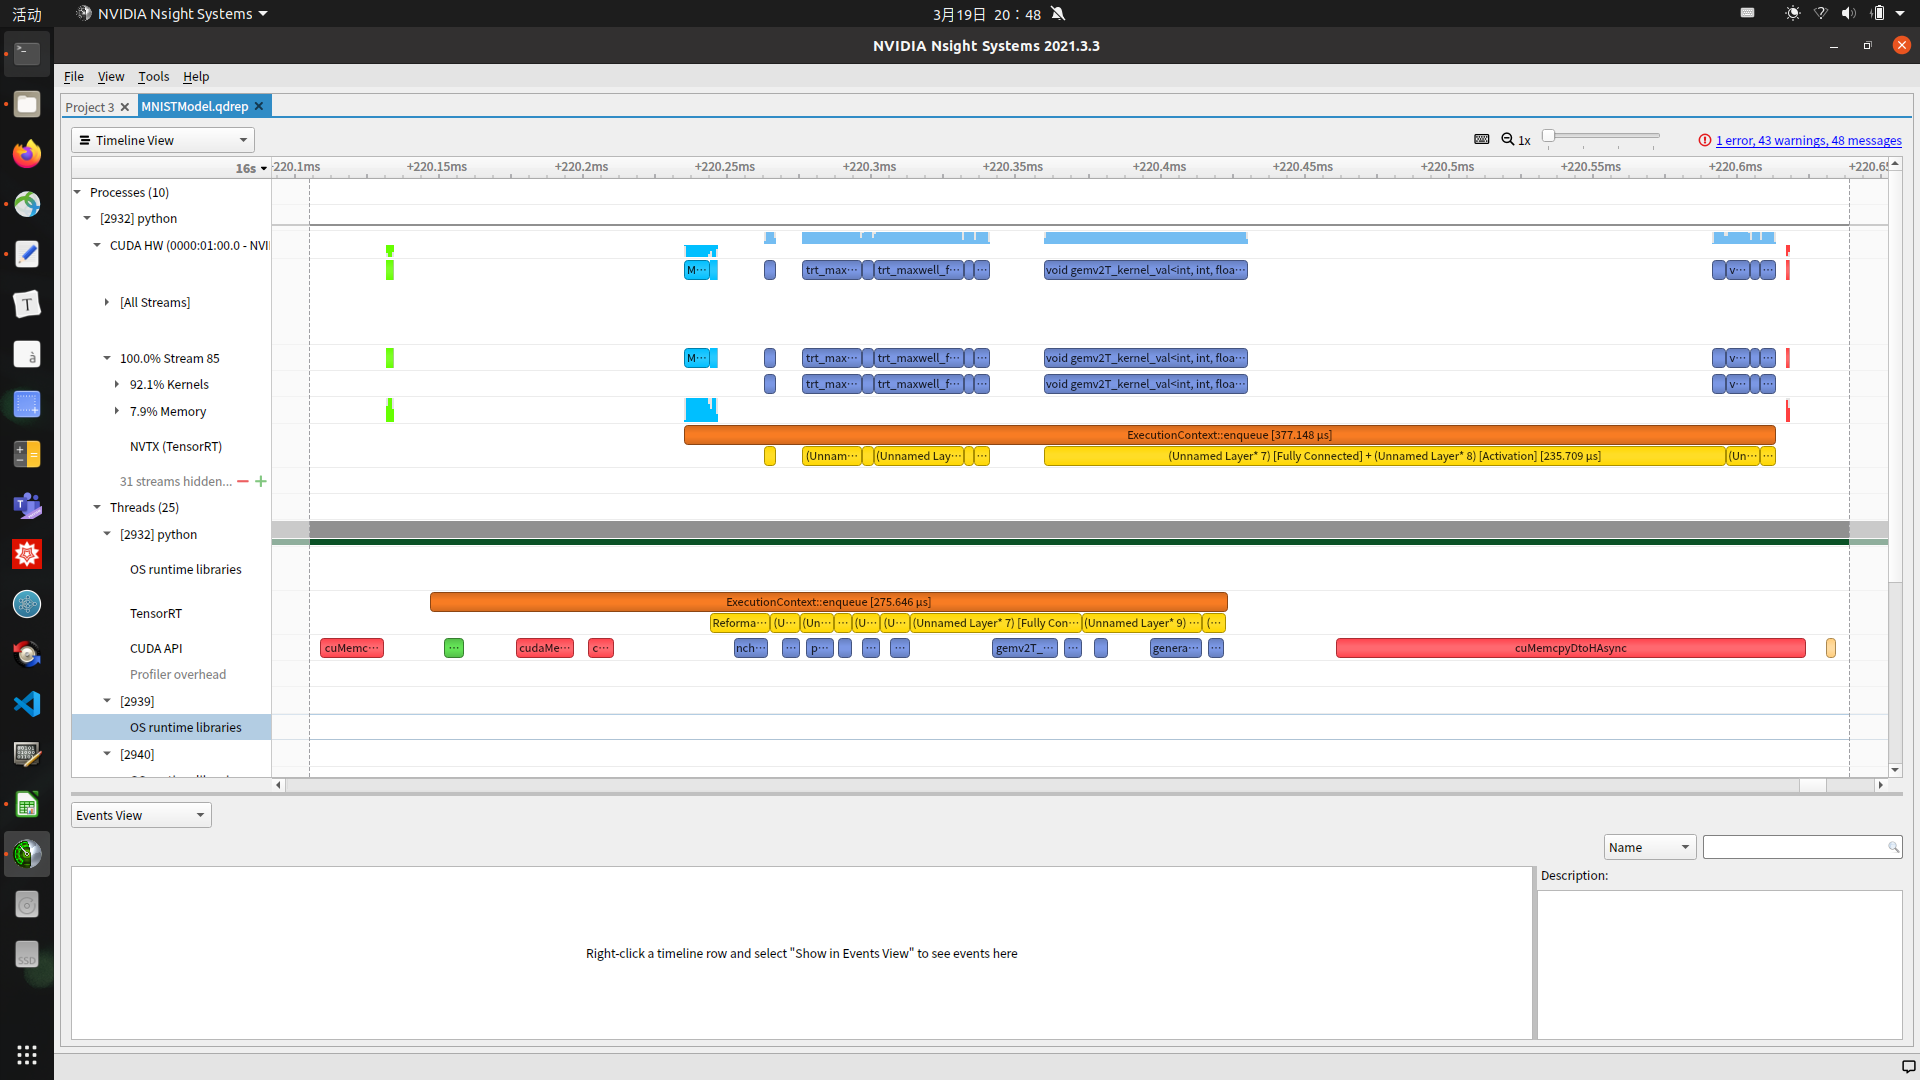 活动 NVIDIA Nsight Systems 3月19日 20：48
NVIDIA Nsight Systems 2021.3.3
File View Tools Help
Project 3 MNISTModel.qdrep
Timeline View 1x 1 error, 43 warnings, 48 messages
16s +220.1ms +220.15ms +220.2ms +220.25ms +220.3ms +220.35ms +220.4ms +220.45ms +220.5ms +220.55ms +220.6ms
Processes (10)
[2932] python
CUDA HW (0000:01:00.0 - NVI
M··· trt_max··· trt_maxwell_f··· ··· void gemv2T_kernel_val<int, int, floa··· v··· ···
[All Streams]
100.0% Stream 85 M··· trt_max··· trt_maxwell_f··· ··· void gemv2T_kernel_val<int, int, floa··· v··· ···
92.1% Kernels trt_max··· trt_maxwell_f··· ··· void gemv2T_kernel_val<int, int, floa··· v··· ···
7.9% Memory
NVTX (TensorRT) ExecutionContext::enqueue [377.148 µs]
(Unnam··· (Unnamed Lay··· ··· (Unnamed Layer* 7) [Fully Connected] + (Unnamed Layer* 8) [Activation] [235.709 µs] (Un··· ···
31 streams hidden... − +
Threads (25)
[2932] python
OS runtime libraries
TensorRT ExecutionContext::enqueue [275.646 µs]
Reforma··· (U··· (Un··· ··· (U··· (U··· (Unnamed Layer* 7) [Fully Con··· (Unnamed Layer* 9) ··· (···
CUDA API cuMemc··· ··· cudaMe··· c··· nch··· ··· p··· ··· ··· gemv2T_··· ··· genera··· ··· cuMemcpyDtoHAsync
Profiler overhead
[2939]
OS runtime libraries
[2940]
Events View
Name
Description:
Right-click a timeline row and select "Show in Events View" to see events here
SSD